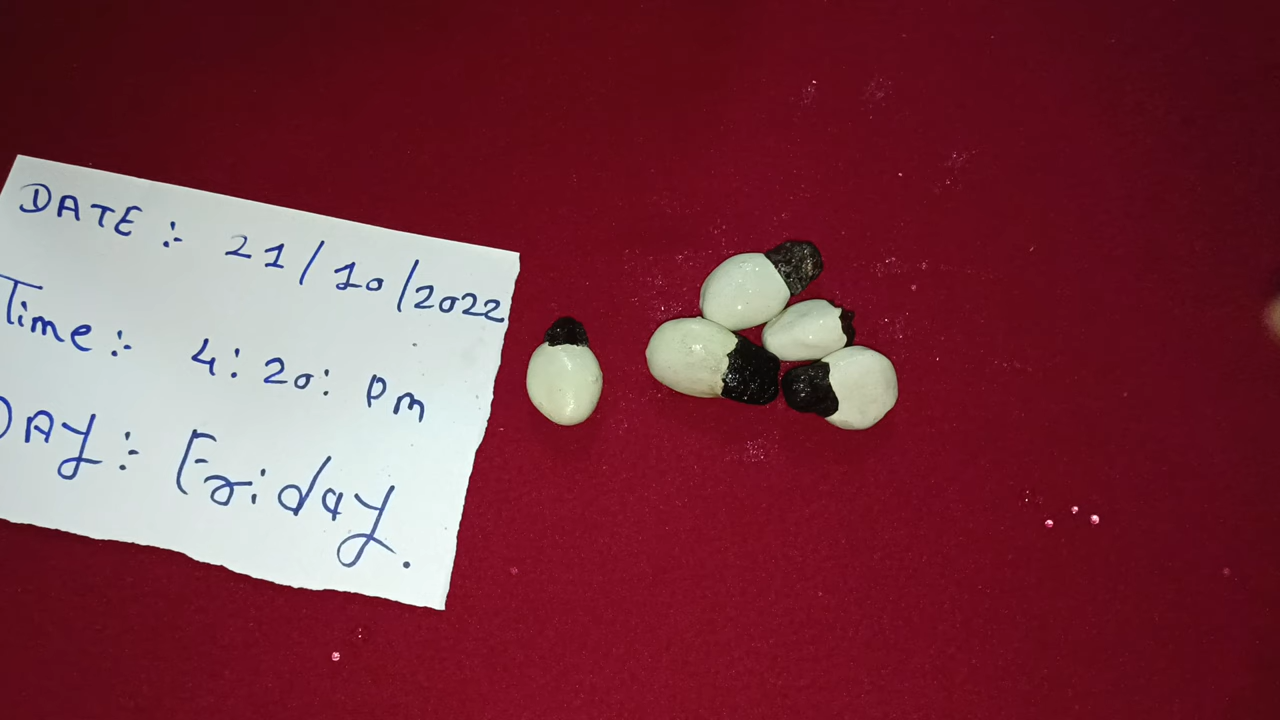 DATE :- 21/10/2022
Time :- 4:20: PM
DAY :- Friday.